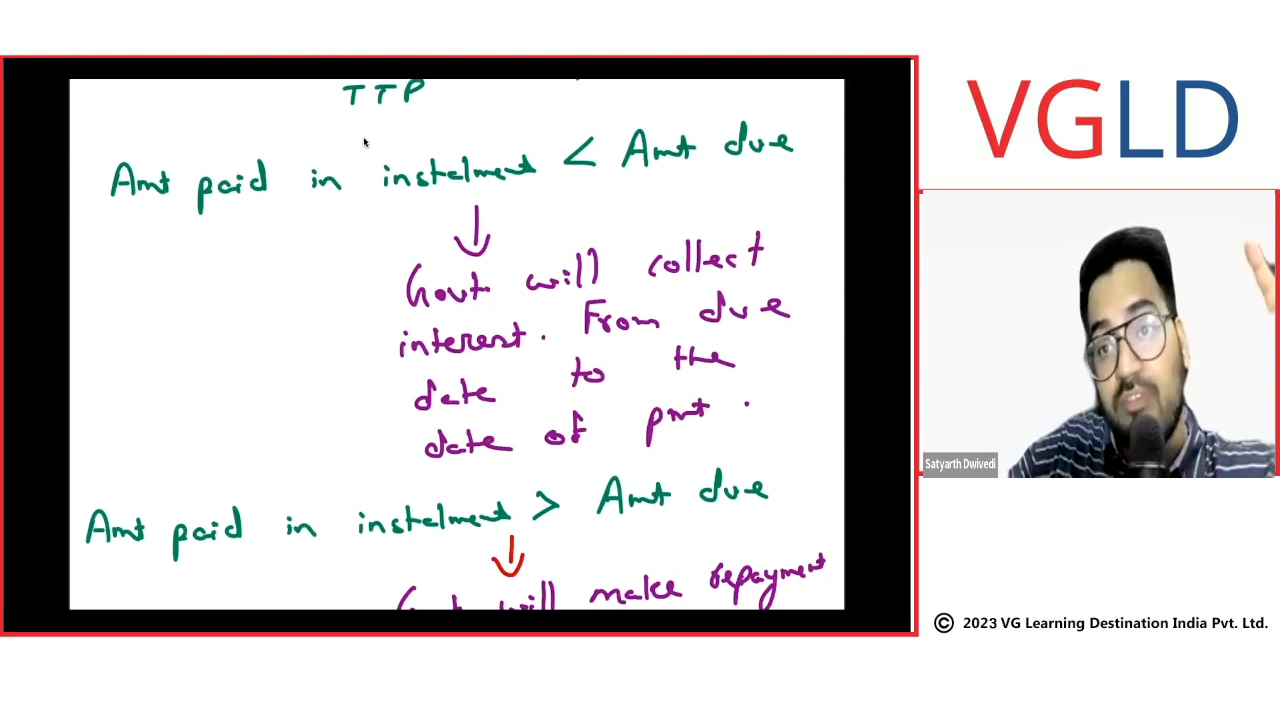 TTP
Amt paid in instalment < Amt due
↓
Govt. will collect
interest. From due
date to the
date of pmt.
Amt paid in instalment > Amt due
↓
Govt will make repayment
VGLD
Satyarth Dwivedi
© 2023 VG Learning Destination India Pvt. Ltd.